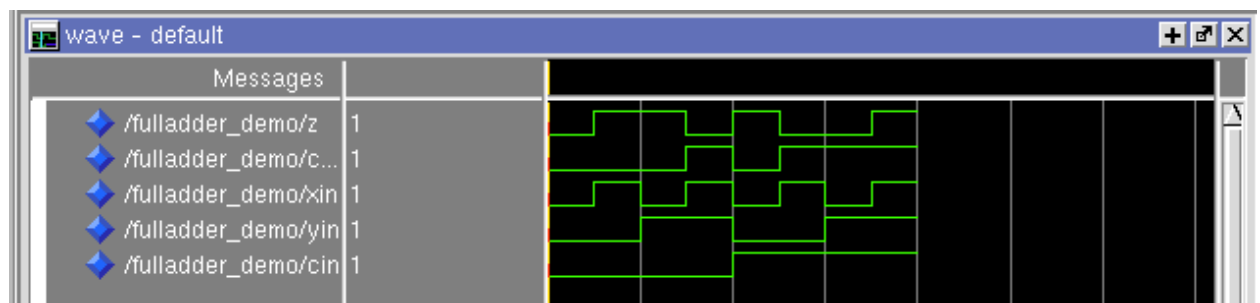 wave - default
Messages
/fulladder_demo/z 1
/fulladder_demo/c... 1
/fulladder_demo/xin 1
/fulladder_demo/yin 1
/fulladder_demo/cin 1